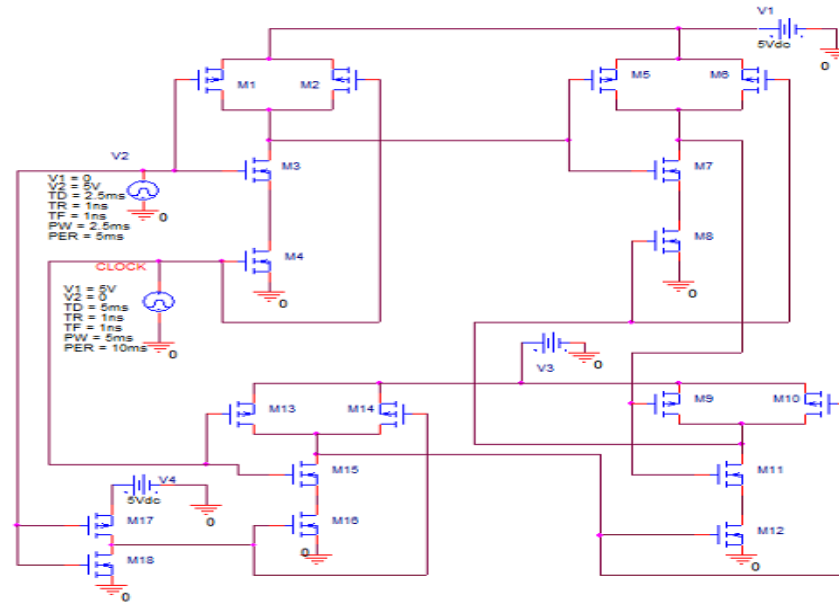 V1
5Vdc
0
M1
M2
M5
M6
V2
V1 = 0
V2 = 5V
TD = 2.5ms
TR = 1ns
TF = 1ns
PW = 2.5ms
PER = 5ms
0
M3
M7
M4
M8
CLOCK
V1 = 5V
V2 = 0
TD = 5ms
TR = 1ns
TF = 1ns
PW = 5ms
PER = 10ms
0
0
0
V3
0
M13
M14
M9
M10
V4
5Vdc
0
M15
M11
M17
M16
M12
M18
0
0
0